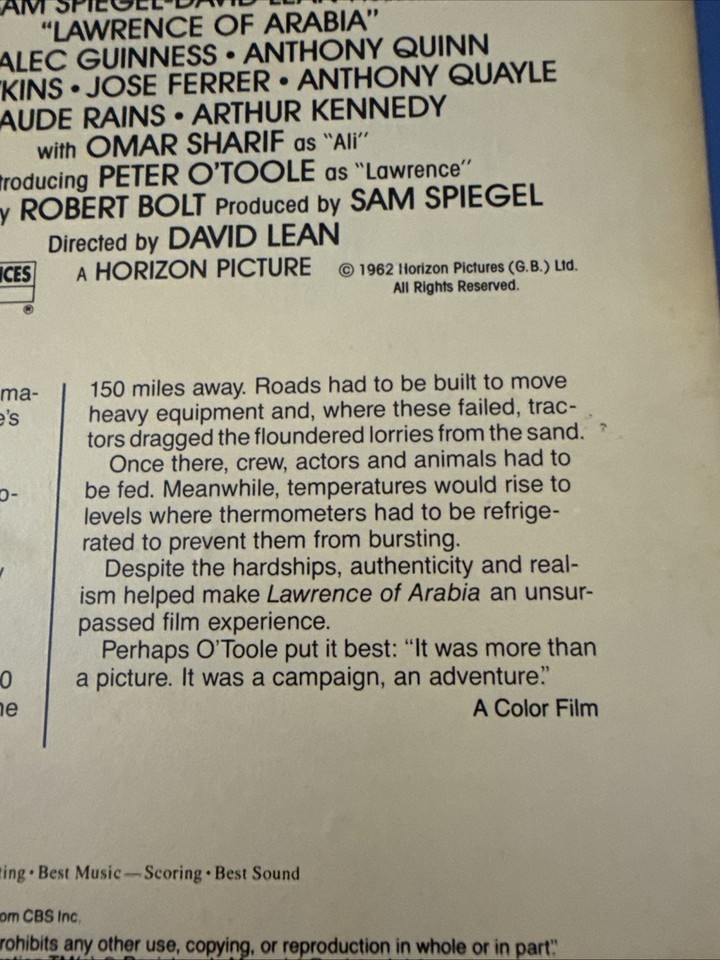 AM SPIEGEL-DAVID LEAN
"LAWRENCE OF ARABIA"
ALEC GUINNESS • ANTHONY QUINN
KINS • JOSE FERRER • ANTHONY QUAYLE
AUDE RAINS • ARTHUR KENNEDY
with OMAR SHARIF as "Ali"
troducing PETER O'TOOLE as "Lawrence"
y ROBERT BOLT Produced by SAM SPIEGEL
Directed by DAVID LEAN
ICES A HORIZON PICTURE © 1962 Horizon Pictures (G.B.) Ltd.
All Rights Reserved.
®
ma-
e's
o-
y
0
ne
150 miles away. Roads had to be built to move
heavy equipment and, where these failed, trac-
tors dragged the floundered lorries from the sand.
Once there, crew, actors and animals had to
be fed. Meanwhile, temperatures would rise to
levels where thermometers had to be refrige-
rated to prevent them from bursting.
Despite the hardships, authenticity and real-
ism helped make Lawrence of Arabia an unsur-
passed film experience.
Perhaps O'Toole put it best: "It was more than
a picture. It was a campaign, an adventure."
A Color Film
ting • Best Music—Scoring • Best Sound
om CBS Inc.
rohibits any other use, copying, or reproduction in whole or in part."